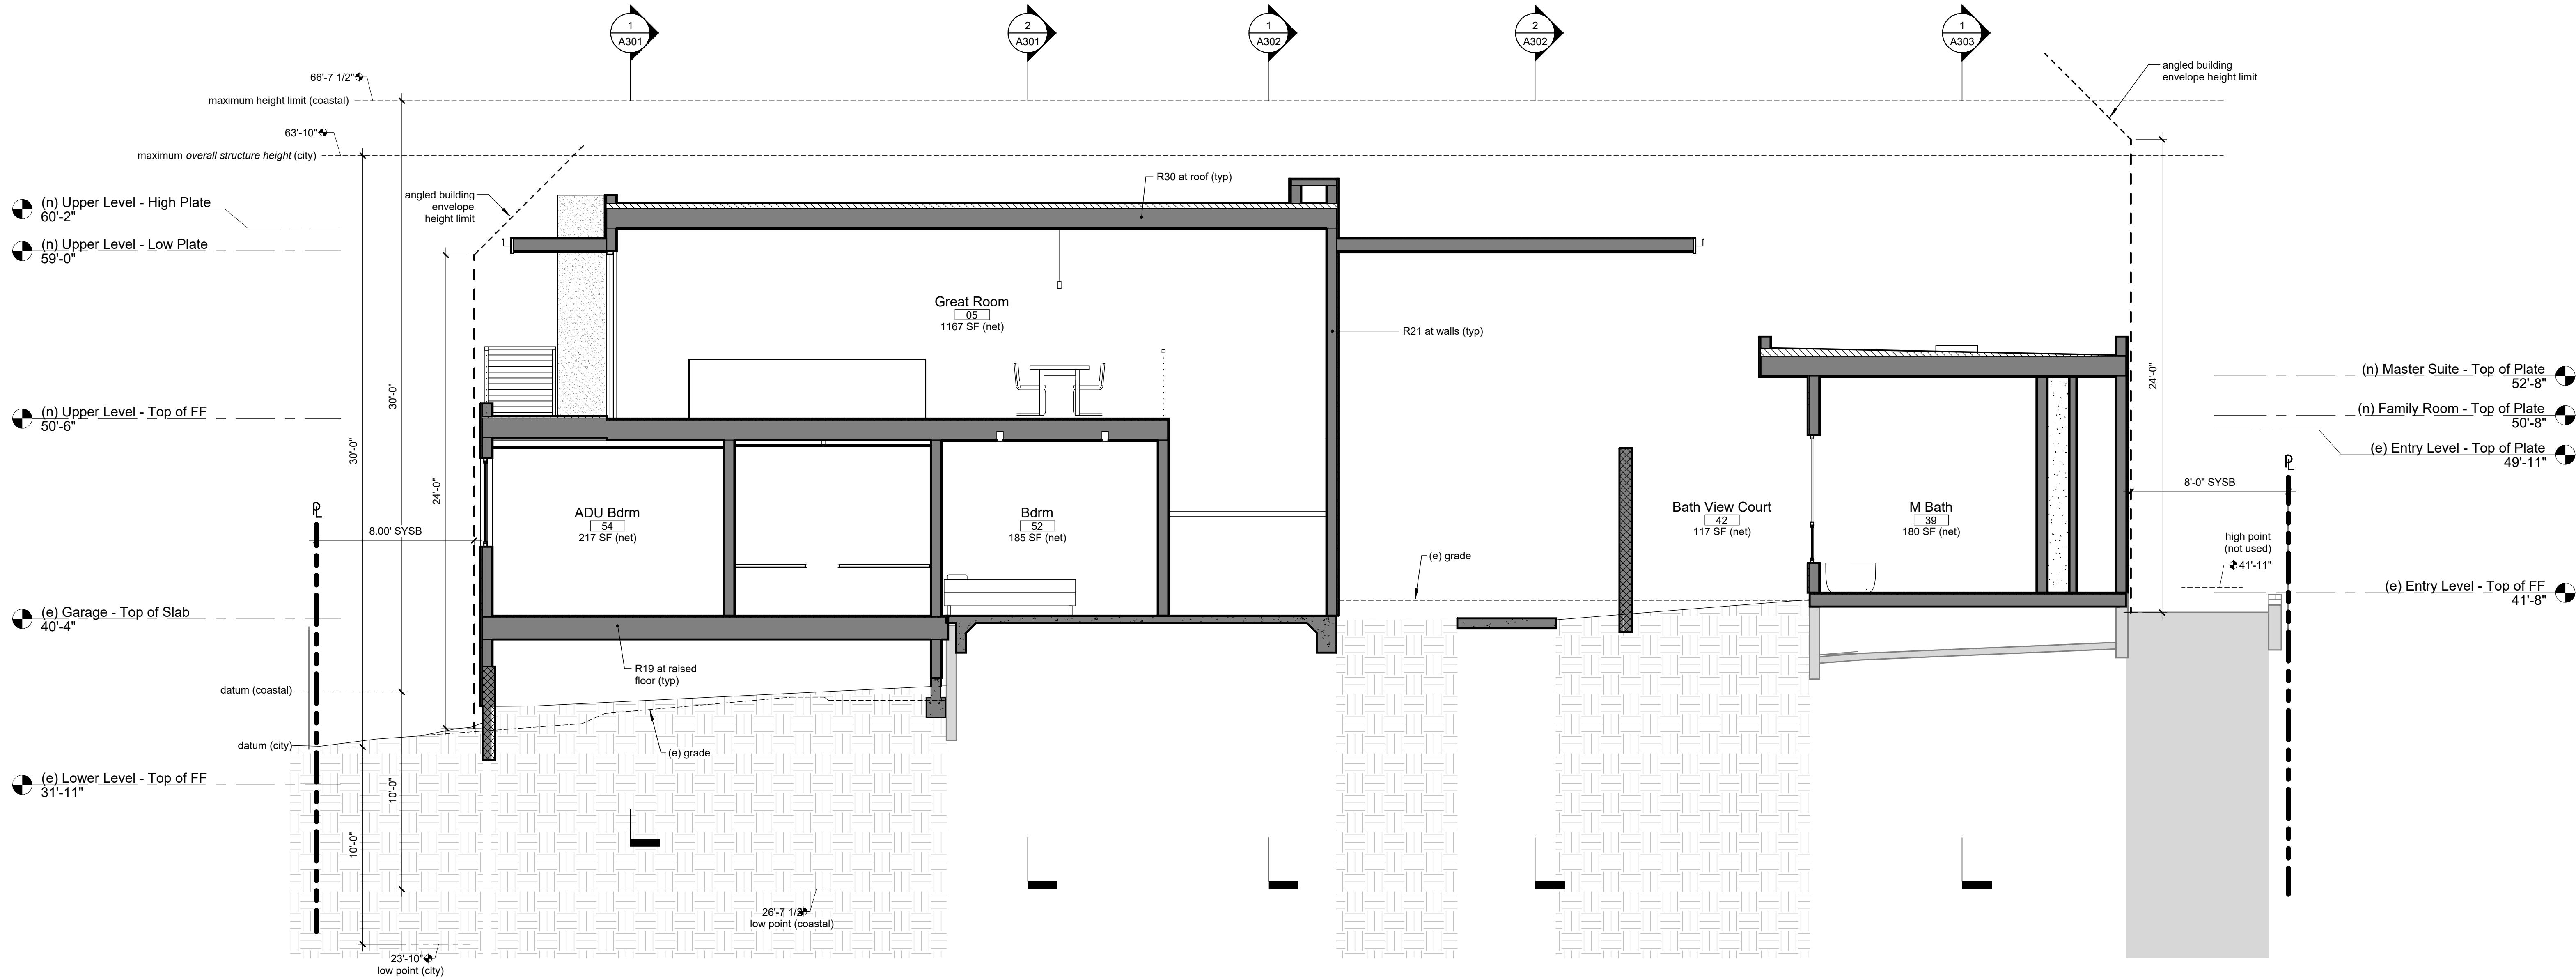 1
A301
2
A301
1
A302
2
A302
1
A303
66'-7 1/2"
maximum height limit (coastal)
63'-10"
maximum overall structure height (city)
angled building
envelope height limit
angled building
envelope
height limit
R30 at roof (typ)
(n) Upper Level - High Plate
60'-2"
(n) Upper Level - Low Plate
59'-0"
(n) Upper Level - Top of FF
50'-6"
(e) Garage - Top of Slab
40'-4"
(e) Lower Level - Top of FF
31'-11"
30'-0"
30'-0"
24'-0"
10'-0"
10'-0"
PL
8.00' SYSB
datum (coastal)
datum (city)
Great Room
05
1167 SF (net)
R21 at walls (typ)
ADU Bdrm
54
217 SF (net)
Bdrm
52
185 SF (net)
R19 at raised
floor (typ)
(e) grade
(e) grade
Bath View Court
42
117 SF (net)
M Bath
39
180 SF (net)
24'-0"
PL
8'-0" SYSB
high point
(not used)
41'-11"
(n) Master Suite - Top of Plate
52'-8"
(n) Family Room - Top of Plate
50'-8"
(e) Entry Level - Top of Plate
49'-11"
(e) Entry Level - Top of FF
41'-8"
26'-7 1/2"
low point (coastal)
23'-10"
low point (city)